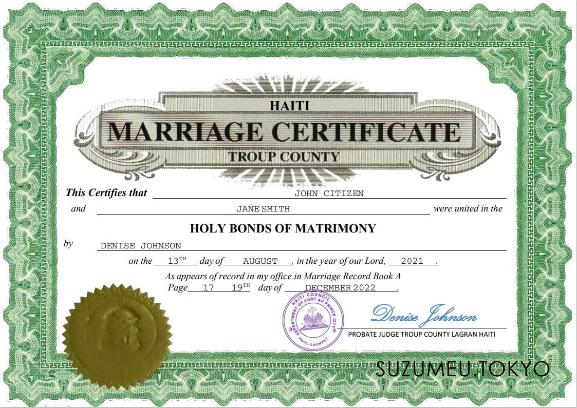 HAITI
MARRIAGE CERTIFICATE
TROUP COUNTY
This Certifies that JOHN CITIZEN
and JANE SMITH were united in the
HOLY BONDS OF MATRIMONY
by DENISE JOHNSON
on the 13TH day of AUGUST , in the year of our Lord, 2021 .
As appears of record in my office in Marriage Record Book A
Page 17 19TH day of DECEMBER 2022 .
HAITI COUNCIL
Denise Johnson
PROBATE JUDGE TROUP COUNTY LAGRAN HAITI
SUZUMEU.TOKYO